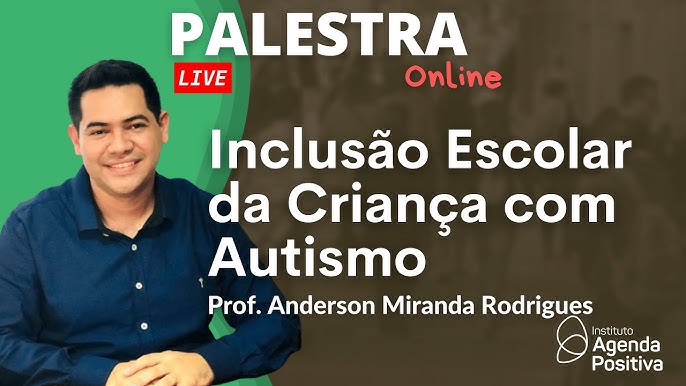 PALESTRA
LIVE
Online
Inclusão Escolar
da Criança com
Autismo
Prof. Anderson Miranda Rodrigues
Instituto
Agenda
Positiva